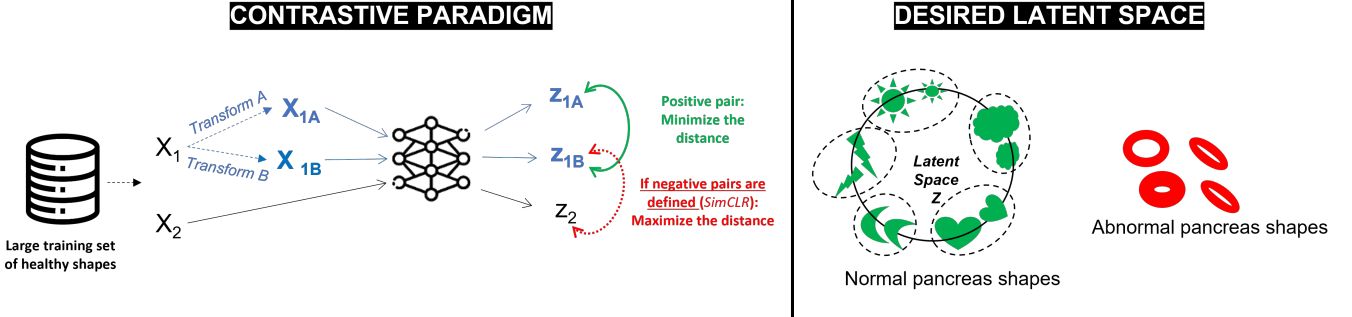 CONTRASTIVE PARADIGM
Large training set
of healthy shapes
X1
X2
Transform A
Transform B
X1A
X 1B
z1A
z1B
z2
Positive pair:
Minimize the
distance
If negative pairs are
defined (SimCLR):
Maximize the distance
DESIRED LATENT SPACE
Latent
Space
Z
Normal pancreas shapes
Abnormal pancreas shapes